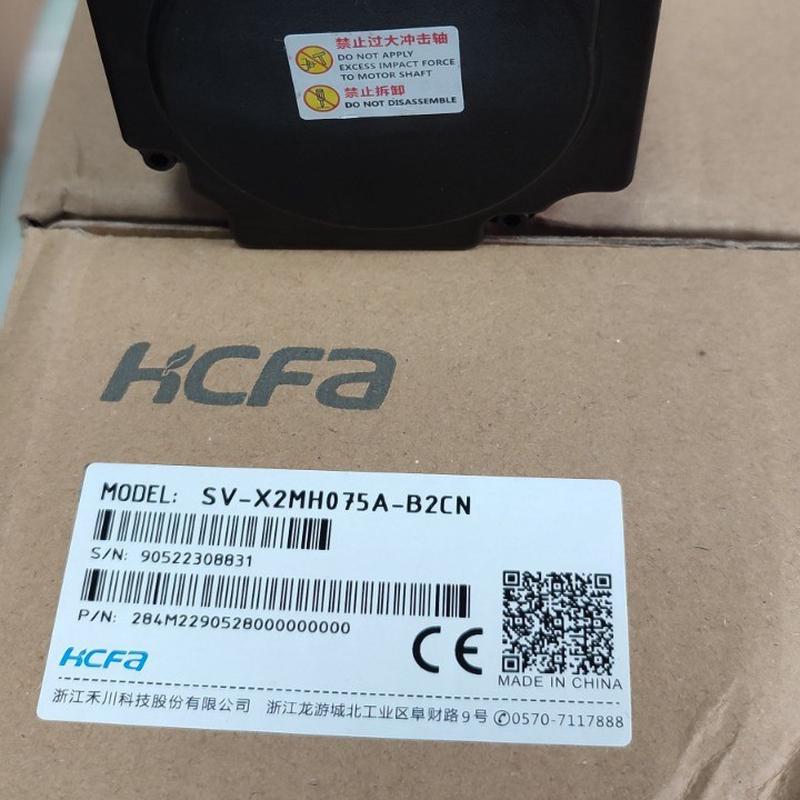 禁止过大冲击轴
DO NOT APPLY
EXCESS IMPACT FORCE
TO MOTOR SHAFT
禁止拆卸
DO NOT DISASSEMBLE
HCFA
MODEL: SV-X2MH075A-B2CN
S/N: 90522308831
P/N: 284M2290528000000000
CE
HCFA
MADE IN CHINA
浙江禾川科技股份有限公司 浙江龙游城北工业区阜财路9号 ✆0570-7117888